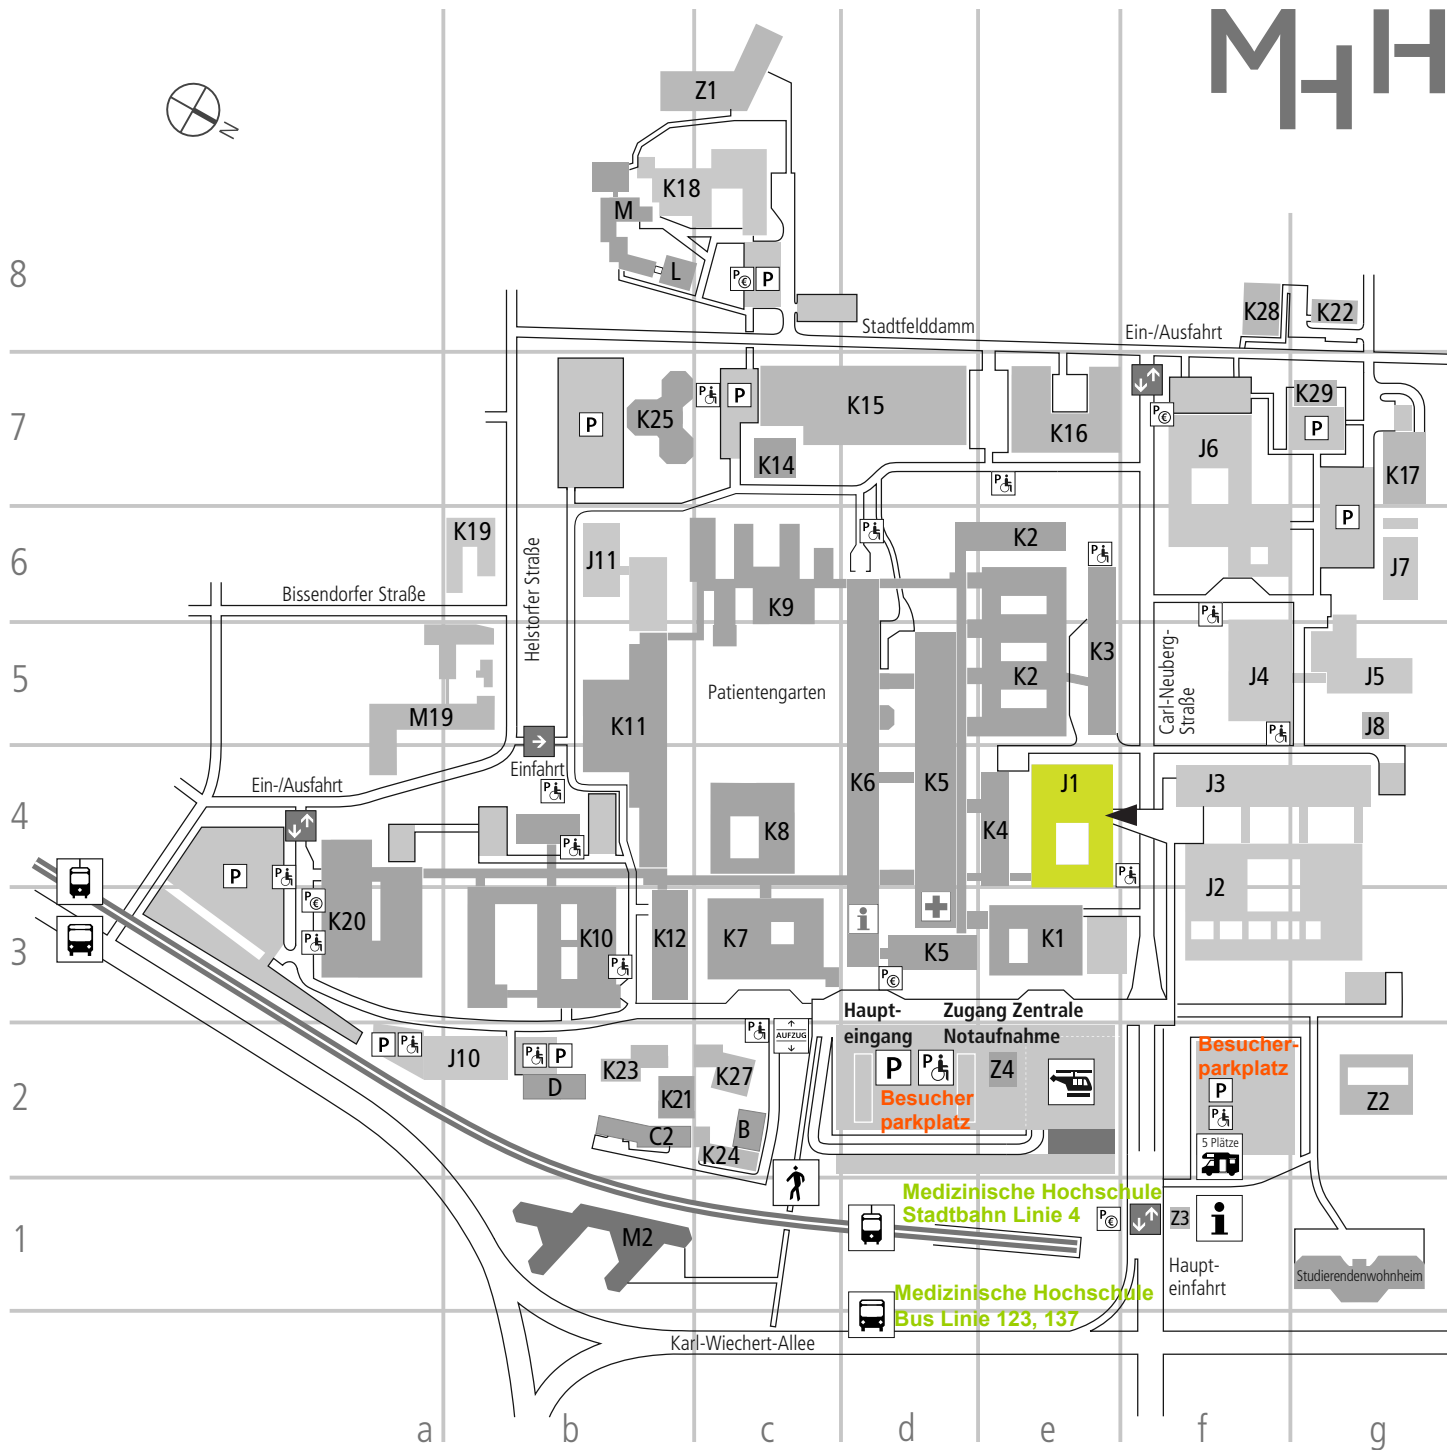 MHH
N
Z1
K18
M
L
P€
P
8
Stadtfelddamm
Ein-/Ausfahrt
K28
K22
7
P
K25
P
P
K15
K14
K16
P
P€
J6
K29
P
K17
6
K19
Helstorfer Straße
J11
K9
P
K2
P
P
J7
Bissendorfer Straße
P
5
M19
K11
Patientengarten
K2
K3
Carl-Neuberg-
Straße
J4
J5
J8
P
Einfahrt
4
Ein-/Ausfahrt
P
P
K8
K6
K5
K4
J1
J3
P
P
P
3
P€
K20
P
K10
P
K12
K7
i
K5
P€
K1
J2
Haupt-
eingang
Zugang Zentrale
Notaufnahme
2
P
P
J10
P
P
D
K23
K21
C2
K27
B
K24
P
AUFZUG
P
P
Besucher
parkplatz
Z4
Besucher-
parkplatz
P
P
5 Plätze
Z2
1
M2
Medizinische Hochschule
Stadtbahn Linie 4
P€
Z3
i
Haupt-
einfahrt
Studierendenwohnheim
Medizinische Hochschule
Bus Linie 123, 137
Karl-Wiechert-Allee
a
b
c
d
e
f
g